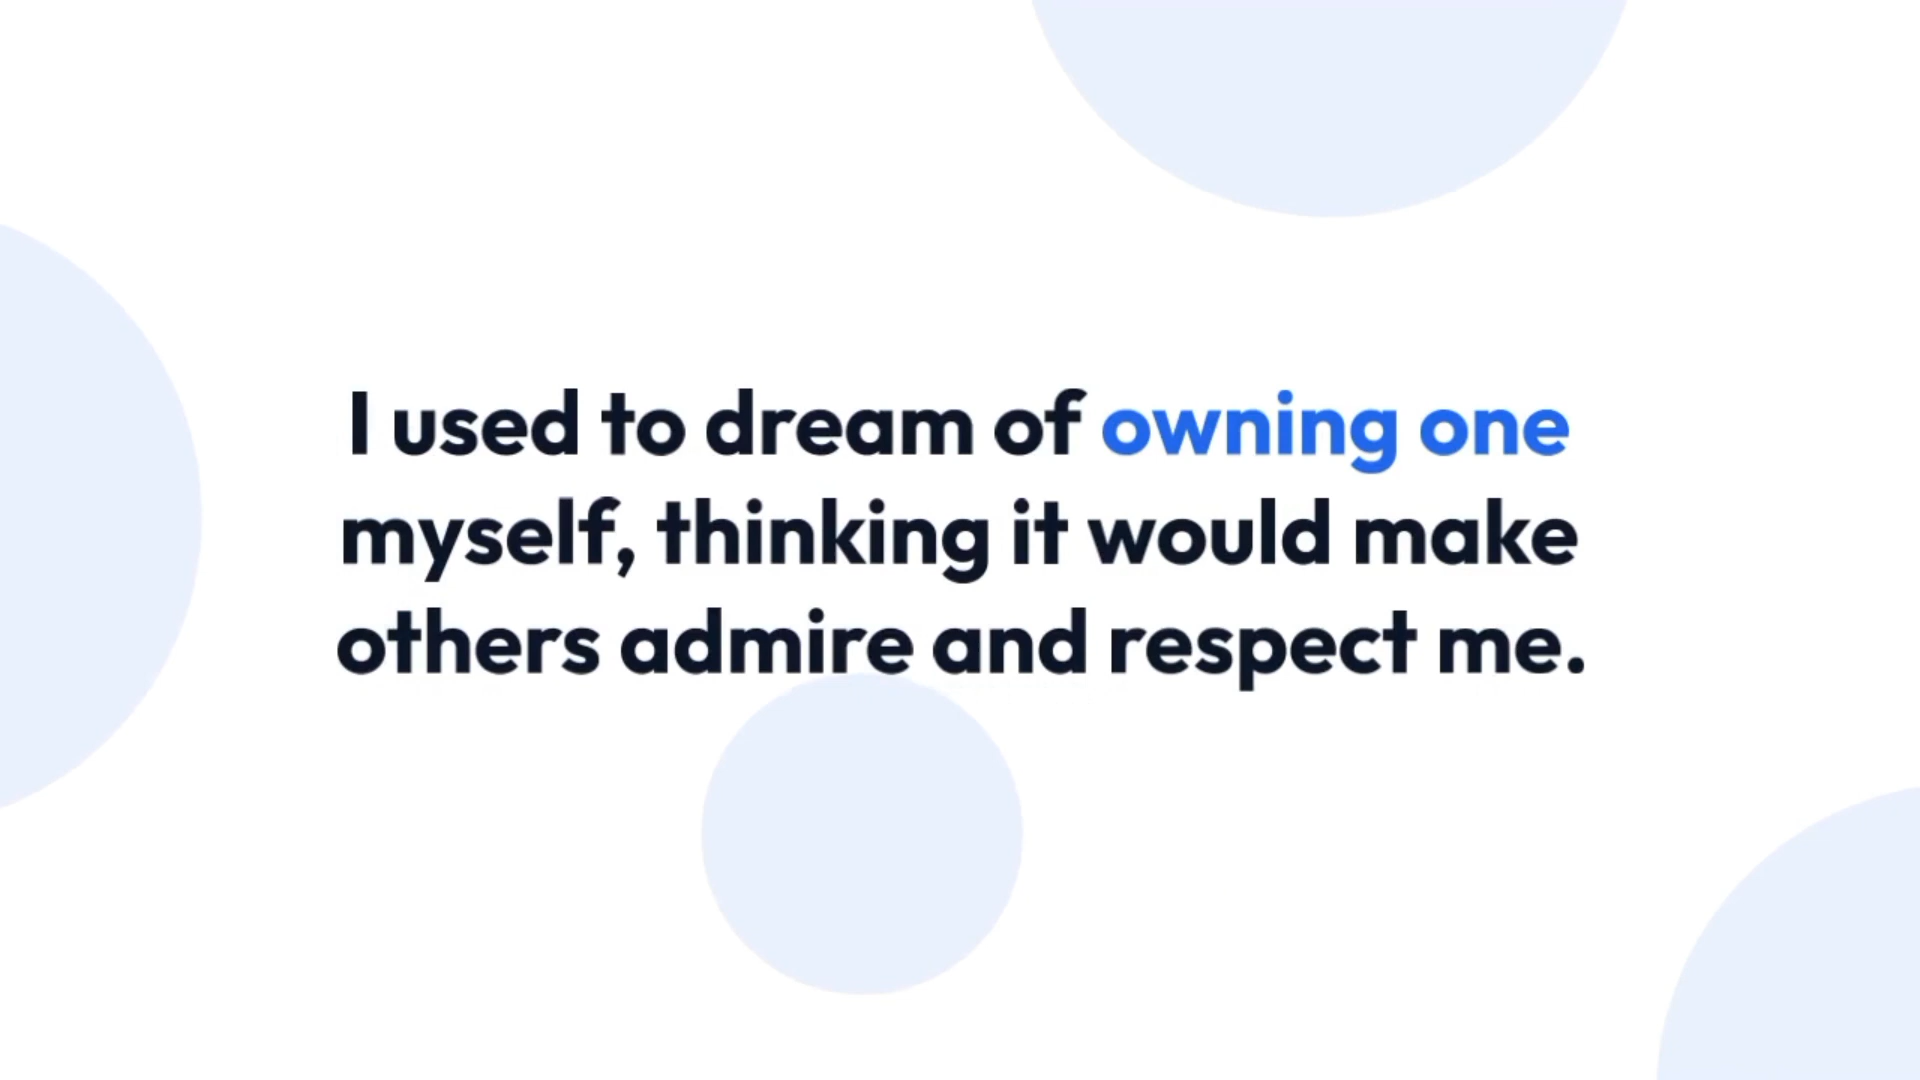 I used to dream of owning one
myself, thinking it would make
others admire and respect me.